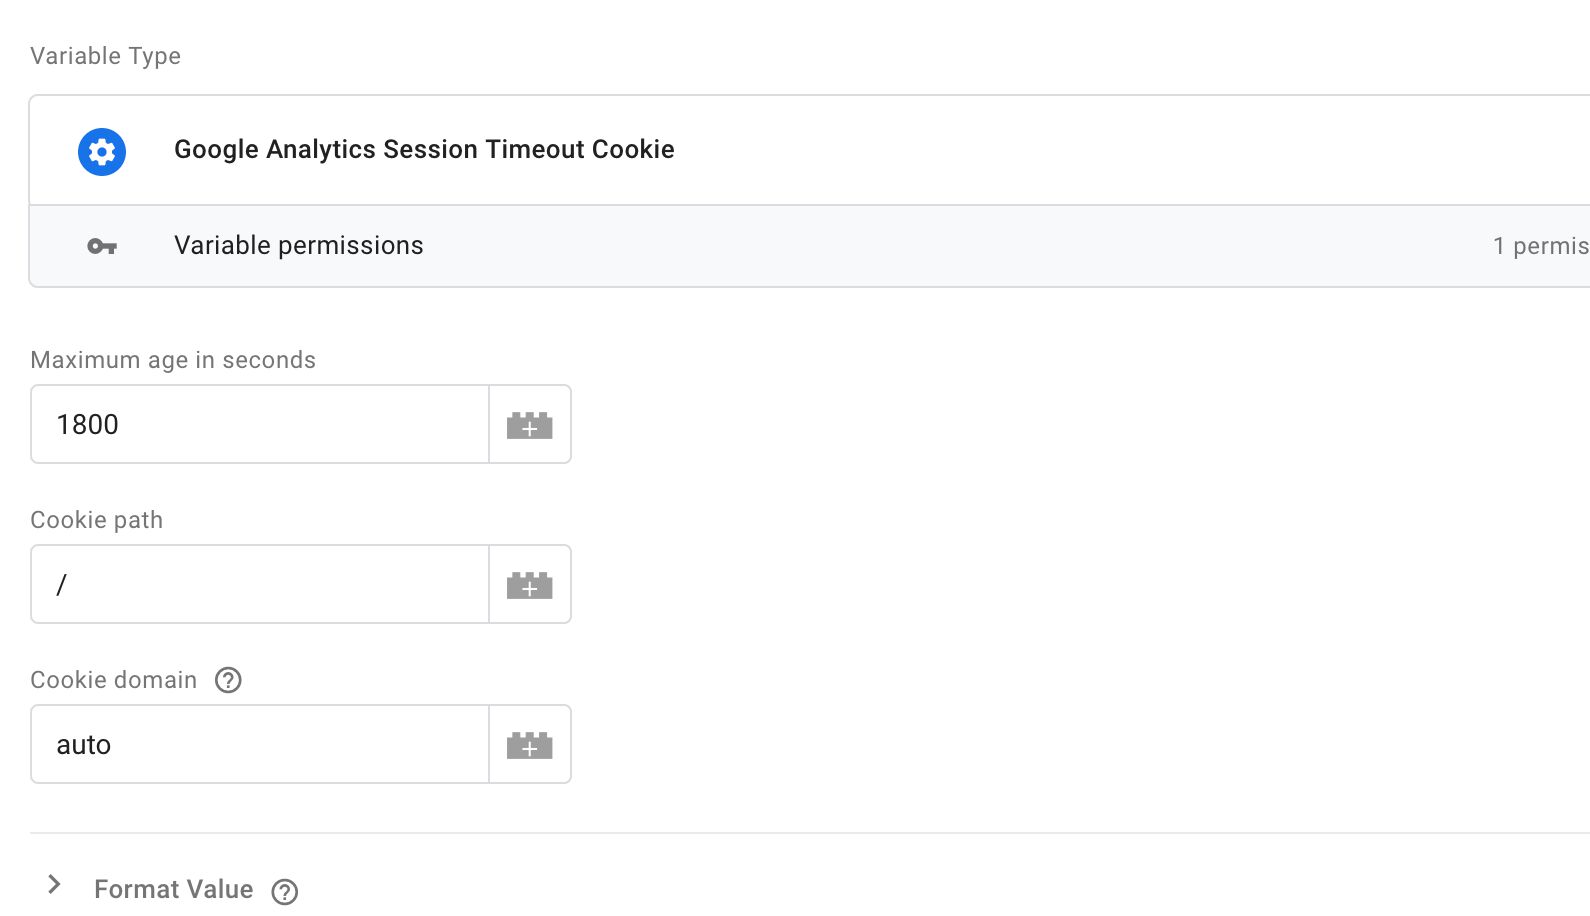 Variable Type
Google Analytics Session Timeout Cookie
Variable permissions 1 permis
Maximum age in seconds
1800
Cookie path
/
Cookie domain
auto
Format Value